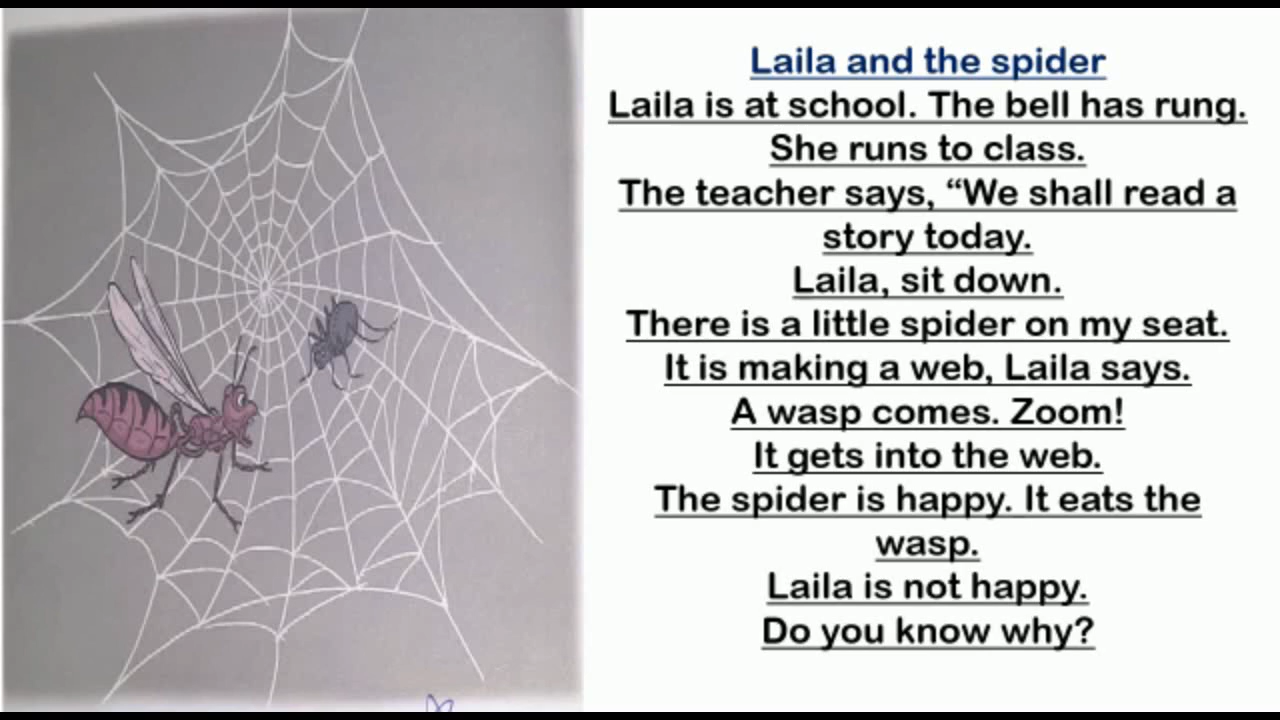 Laila and the spider
Laila is at school. The bell has rung.
She runs to class.
The teacher says, “We shall read a
story today.
Laila, sit down.
There is a little spider on my seat.
It is making a web, Laila says.
A wasp comes. Zoom!
It gets into the web.
The spider is happy. It eats the
wasp.
Laila is not happy.
Do you know why?